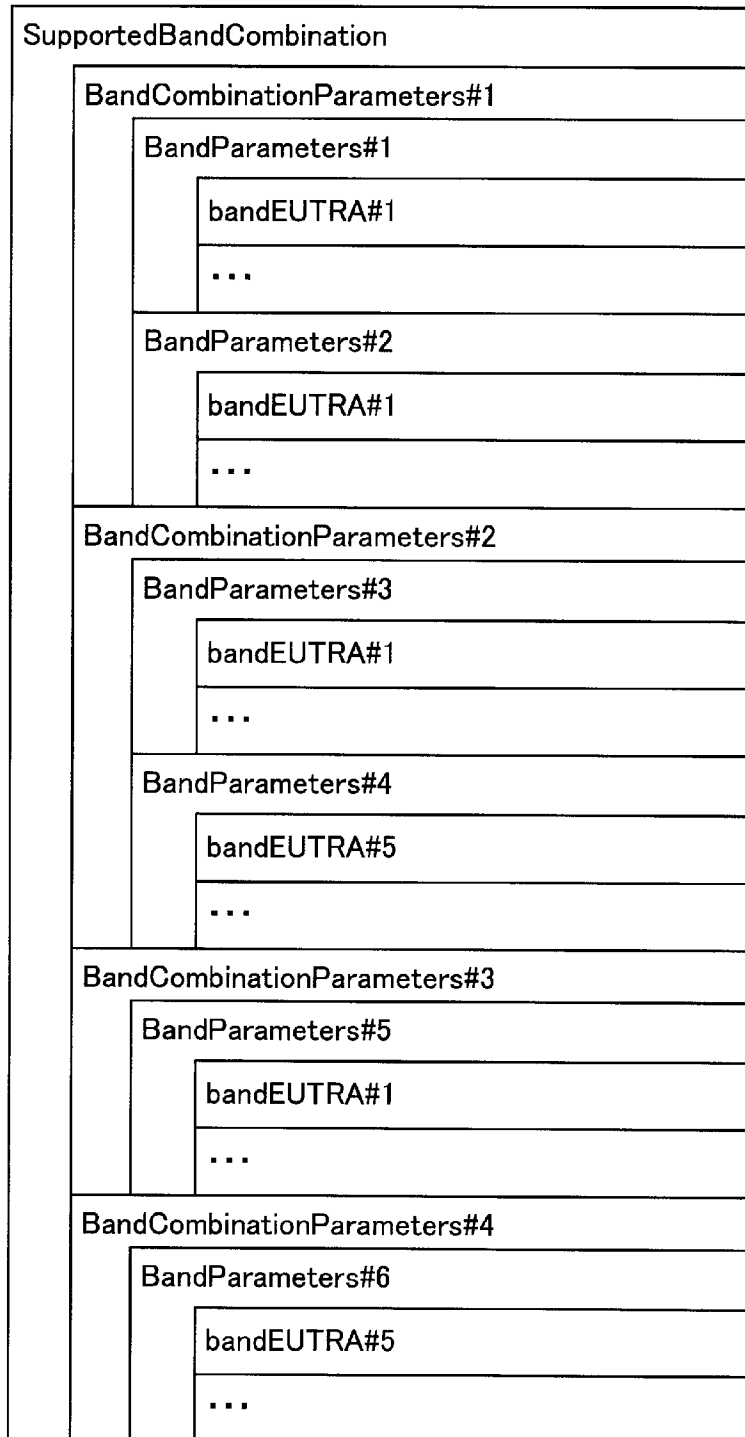 SupportedBandCombination
BandCombinationParameters#1
BandParameters#1
bandEUTRA#1
...
BandParameters#2
bandEUTRA#1
...
BandCombinationParameters#2
BandParameters#3
bandEUTRA#1
...
BandParameters#4
bandEUTRA#5
...
BandCombinationParameters#3
BandParameters#5
bandEUTRA#1
...
BandCombinationParameters#4
BandParameters#6
bandEUTRA#5
...